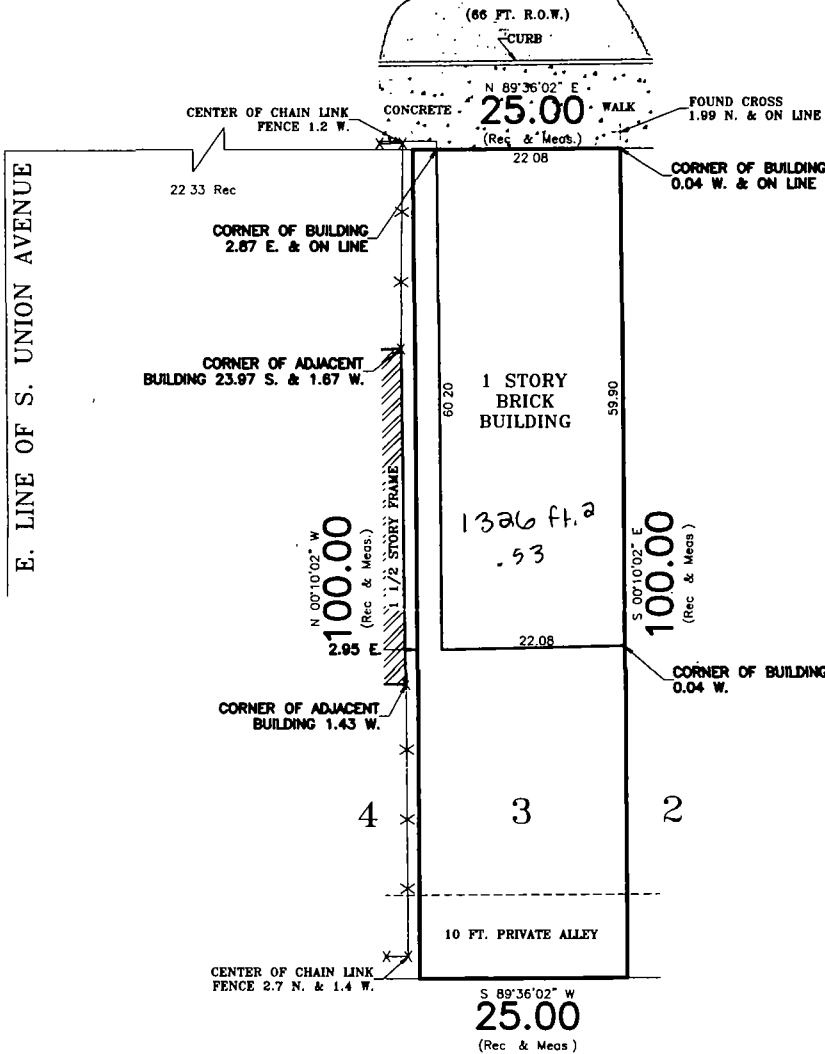 (66 FT. R.O.W.)
CURB
N 89°36'02" E
CONCRETE 25.00 WALK
(Rec & Meas.)
FOUND CROSS
1.99 N. & ON LINE
CENTER OF CHAIN LINK
FENCE 1.2 W.
22.08
22 33 Rec
CORNER OF BUILDING
0.04 W. & ON LINE
CORNER OF BUILDING
2.87 E. & ON LINE
E. LINE OF S. UNION AVENUE
CORNER OF ADJACENT
BUILDING 23.97 S. & 1.67 W.
1 STORY
BRICK
BUILDING
60 20
59.90
1 1/2 STORY FRAME
1326 ft.2
.53
N 00°10'02" W
100.00
(Rec & Meas.)
S 00°10'02" E
100.00
(Rec & Meas)
2.95 E.
22.08
CORNER OF BUILDING
0.04 W.
CORNER OF ADJACENT
BUILDING 1.43 W.
4
3
2
10 FT. PRIVATE ALLEY
CENTER OF CHAIN LINK
FENCE 2.7 N. & 1.4 W.
S 89°36'02" W
25.00
(Rec & Meas)